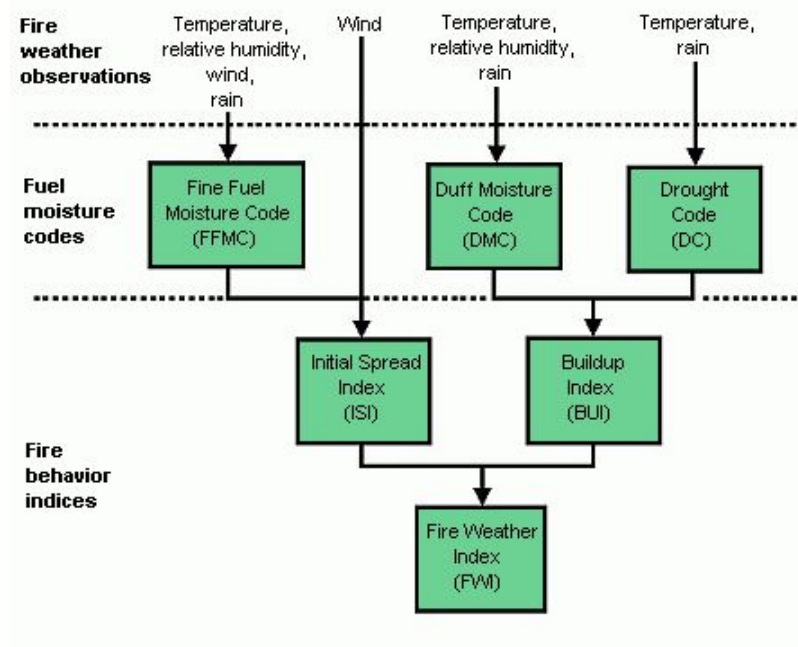 Fire
weather
observations
Temperature,
relative humidity,
wind,
rain
Wind
Temperature,
relative humidity,
rain
Temperature,
rain
Fuel
moisture
codes
Fine Fuel
Moisture Code
(FFMC)
Duff Moisture
Code
(DMC)
Drought
Code
(DC)
Fire
behavior
indices
Initial Spread
Index
(ISI)
Buildup
Index
(BUI)
Fire Weather
Index
(FWI)